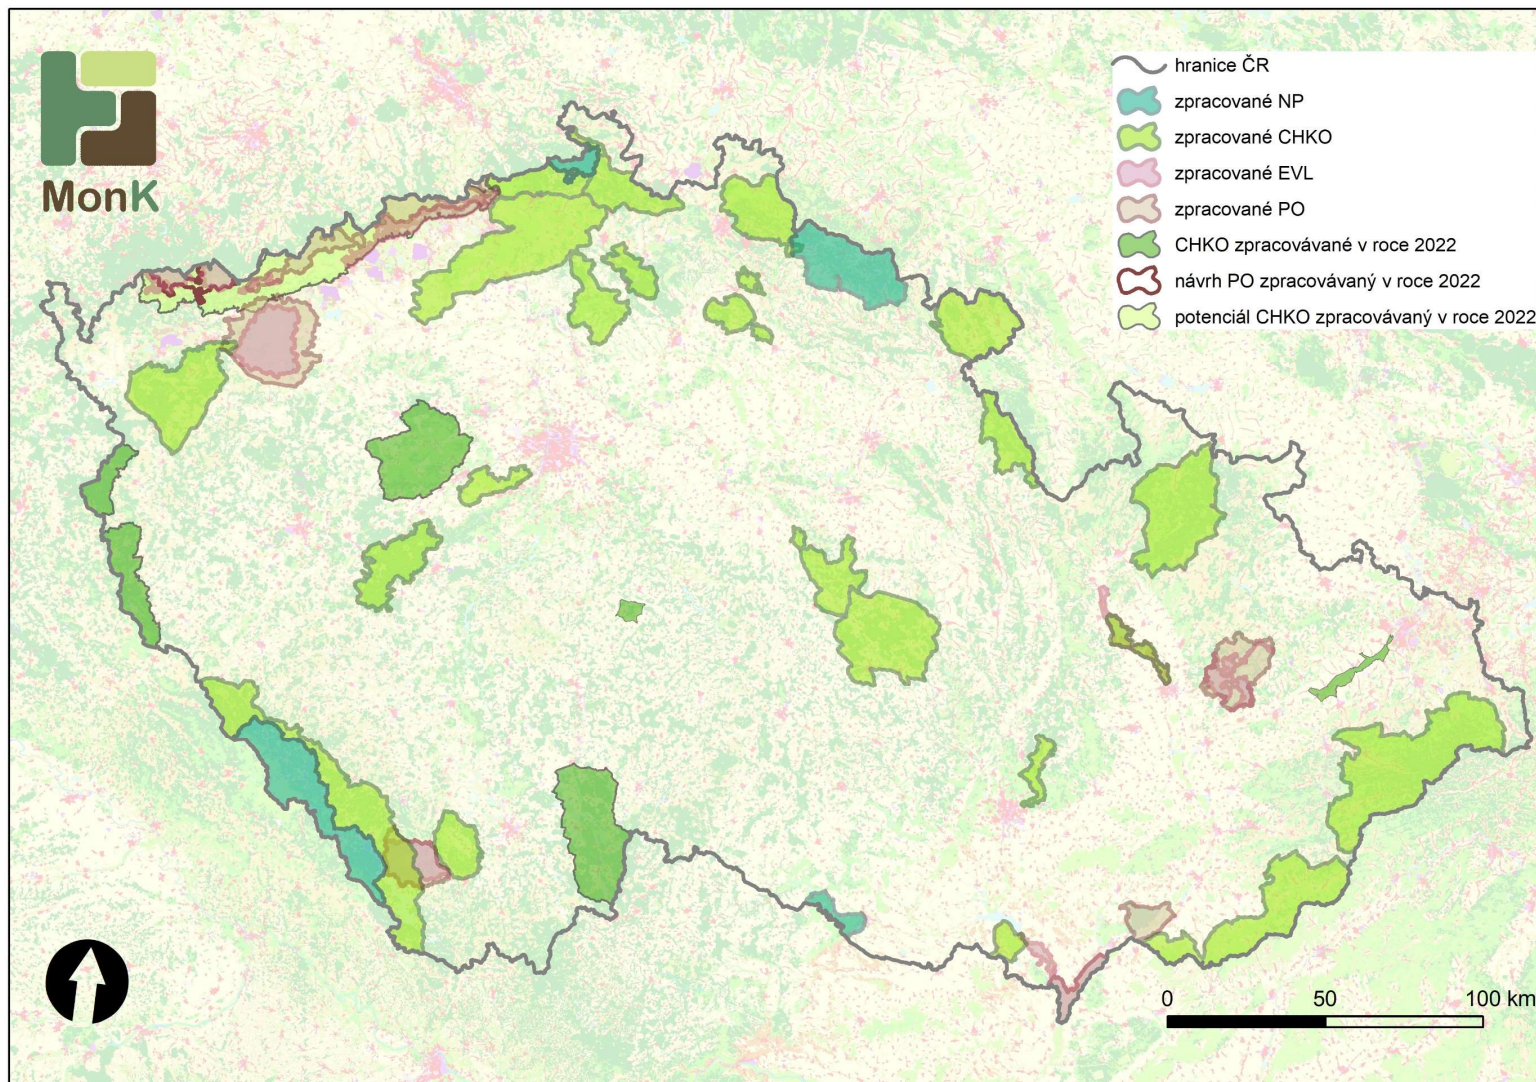 MonK
hranice ČR
zpracované NP
zpracované CHKO
zpracované EVL
zpracované PO
CHKO zpracovávané v roce 2022
návrh PO zpracovávaný v roce 2022
potenciál CHKO zpracovávaný v roce 2022
0 50 100 km